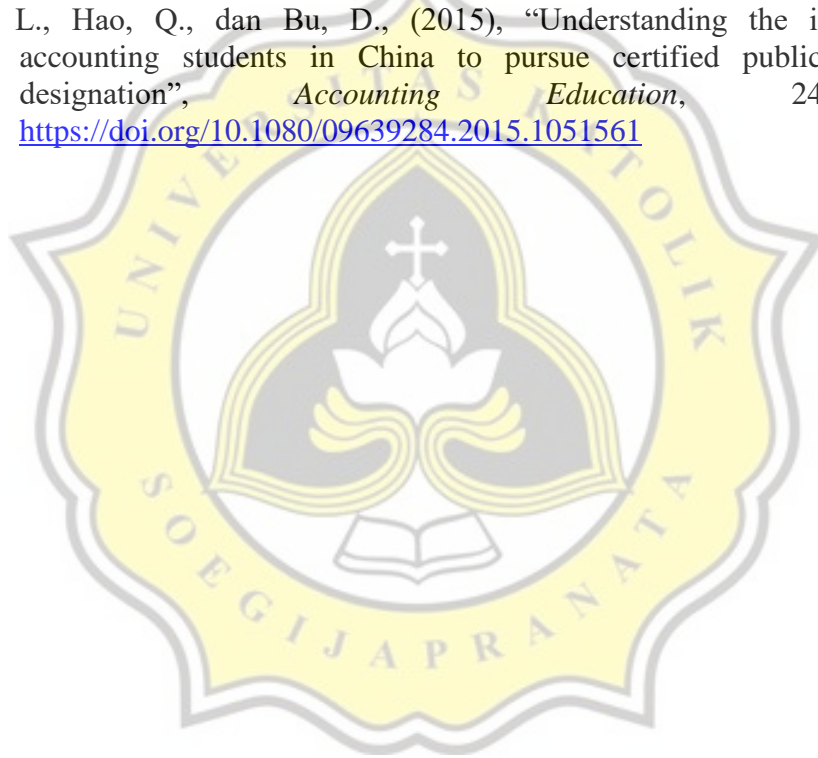 L., Hao, Q., dan Bu, D., (2015), “Understanding the i
accounting students in China to pursue certified public
designation”, Accounting Education, 24
https://doi.org/10.1080/09639284.2015.1051561
UNIVERSITAS KATOLIK
SOEGIJAPRANATA